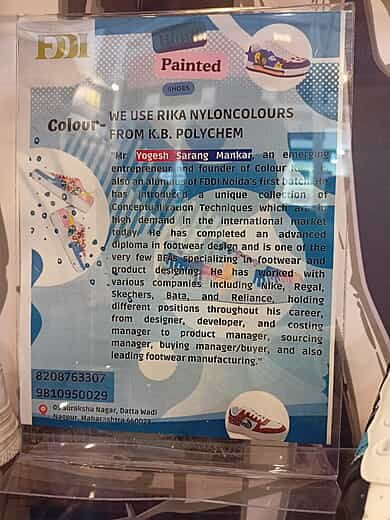 FDDI
Painted
SHOES
Colour-
WE USE RIKA NYLONCOLOURS
FROM K.B. POLYCHEM
"Mr Yogesh Sarang Mankar, an emerging
entrepreneur and founder of Colour
also an alumnus of FDDI Noida's first batch. He
has introduced a unique collection of
Conceptualization Techniques which are in
high demand in the international market
today. has completed an advanced
diploma in footwear design and is one of the
very few BFAs specializing in footwear and
product designing. He has worked with
various companies including Nike, Regal,
Skechers, Bata, and Reliance, holding
different positions throughout his career,
from designer, developer, and costing
manager to product manager, sourcing
manager, buying manager/buyer, and also
leading footwear manufacturing."
8208763307
9810950029
Suraksha Nagar, Datta Wadi
Nagpur, Maharashtra 440023